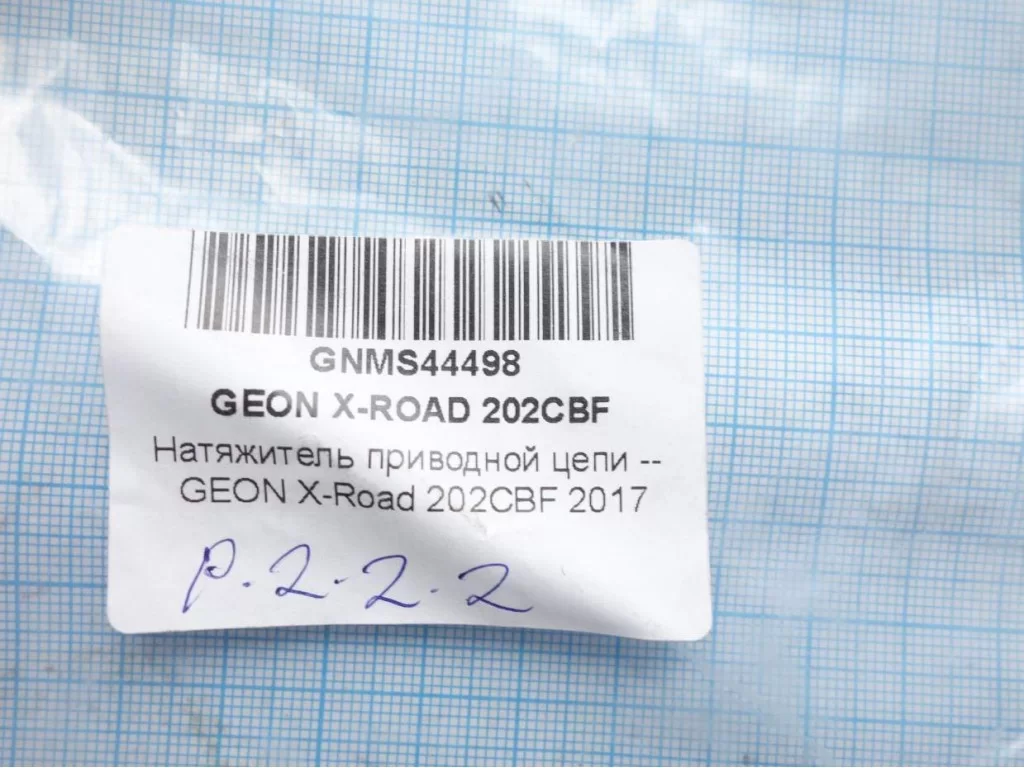 GNMS44498
GEON X-ROAD 202CBF
Натяжитель приводной цепи --
GEON X-Road 202CBF 2017
Р.2.2.2